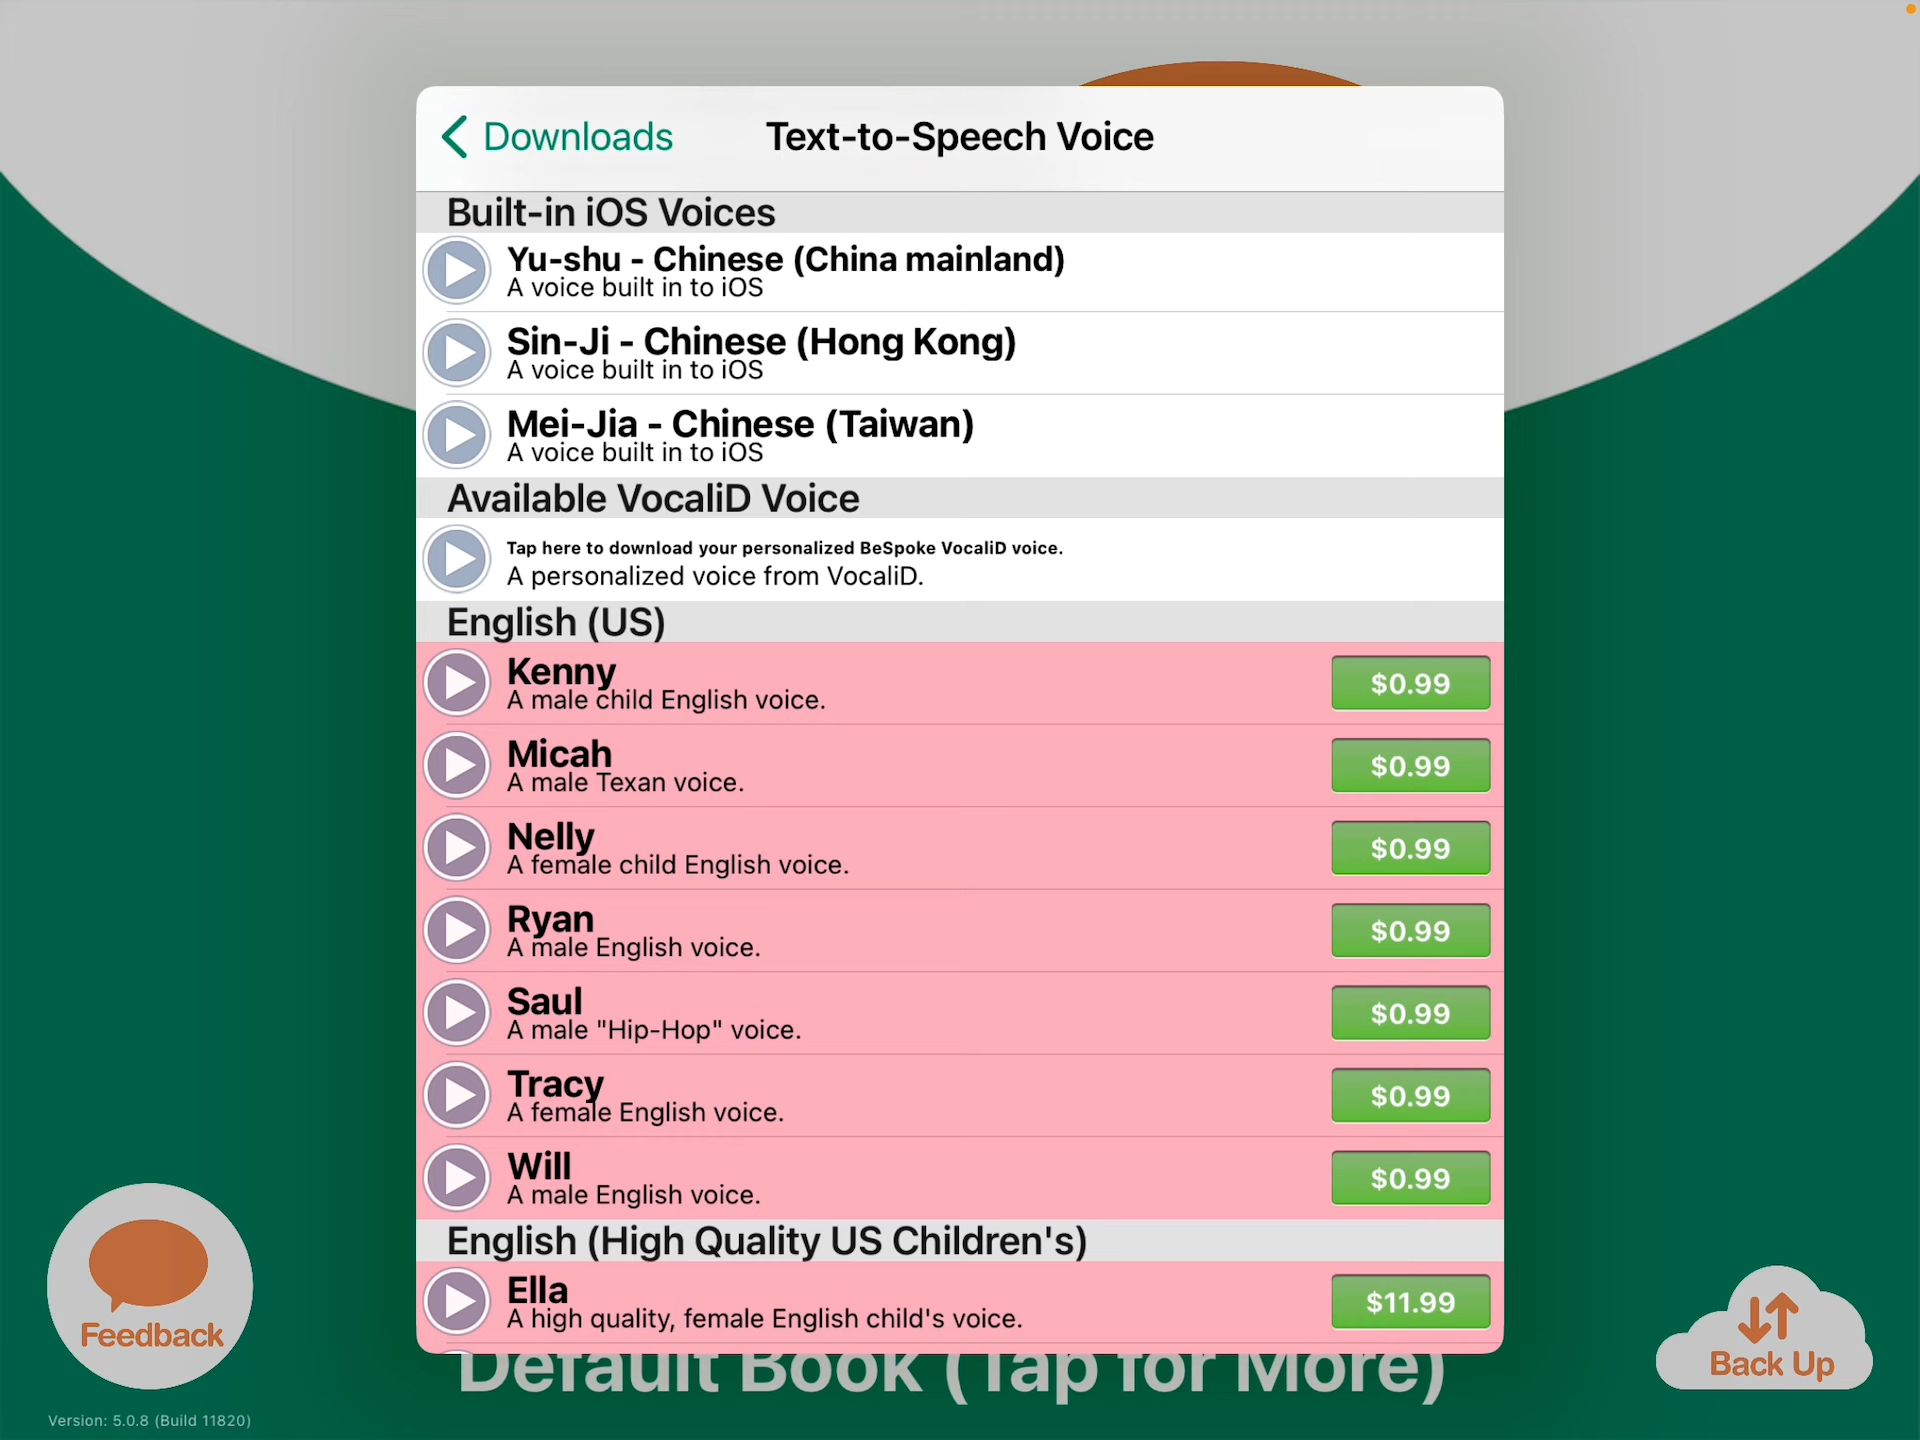 Downloads
Text-to-Speech Voice
Built-in iOS Voices
Yu-shu - Chinese (China mainland)
A voice built in to iOS
Sin-Ji - Chinese (Hong Kong)
A voice built in to iOS
Mei-Jia - Chinese (Taiwan)
A voice built in to iOS
Available VocaliD Voice
Tap here to download your personalized BeSpoke VocaliD voice.
A personalized voice from VocaliD.
English (US)
Kenny
A male child English voice.
$0.99
Micah
A male Texan voice.
$0.99
Nelly
A female child English voice.
$0.99
Ryan
A male English voice.
$0.99
Saul
A male "Hip-Hop" voice.
$0.99
Tracy
A female English voice.
$0.99
Will
A male English voice.
$0.99
English (High Quality US Children's)
Ella
A high quality, female English child's voice.
$11.99
Default Book (Tap for More)
Feedback
Back Up
Version: 5.0.8 (Build 11820)